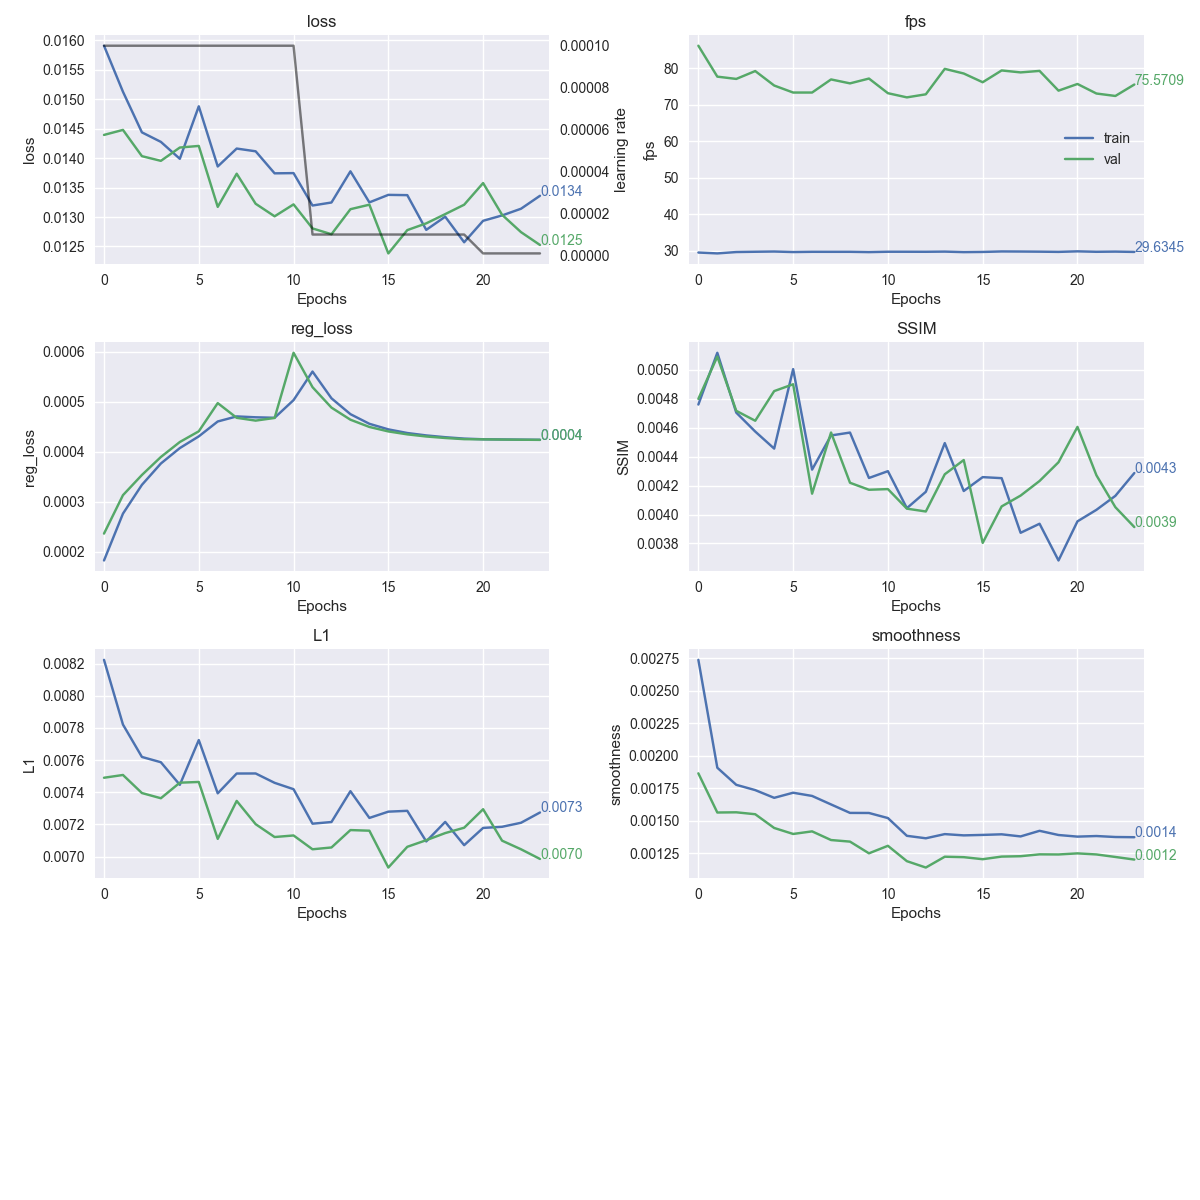 loss
0.0160
0.0155
0.0150
0.0145
0.0140
0.0135
0.0130
0.0125
loss
0.00010
0.00008
0.00006
0.00004
0.00002
0.00000
learning rate
0.0134
0.0125
0 5 10 15 20
Epochs
fps
80
70
60
50
40
30
fps
75.5709
train
val
29.6345
0 5 10 15 20
Epochs
reg_loss
0.0006
0.0005
0.0004
0.0003
0.0002
reg_loss
0.0004
0.0004
0 5 10 15 20
Epochs
SSIM
0.0050
0.0048
0.0046
0.0044
0.0042
0.0040
0.0038
SSIM
0.0043
0.0039
0 5 10 15 20
Epochs
L1
0.0082
0.0080
0.0078
0.0076
0.0074
0.0072
0.0070
L1
0.0073
0.0070
0 5 10 15 20
Epochs
smoothness
0.00275
0.00250
0.00225
0.00200
0.00175
0.00150
0.00125
smoothness
0.0014
0.0012
0 5 10 15 20
Epochs